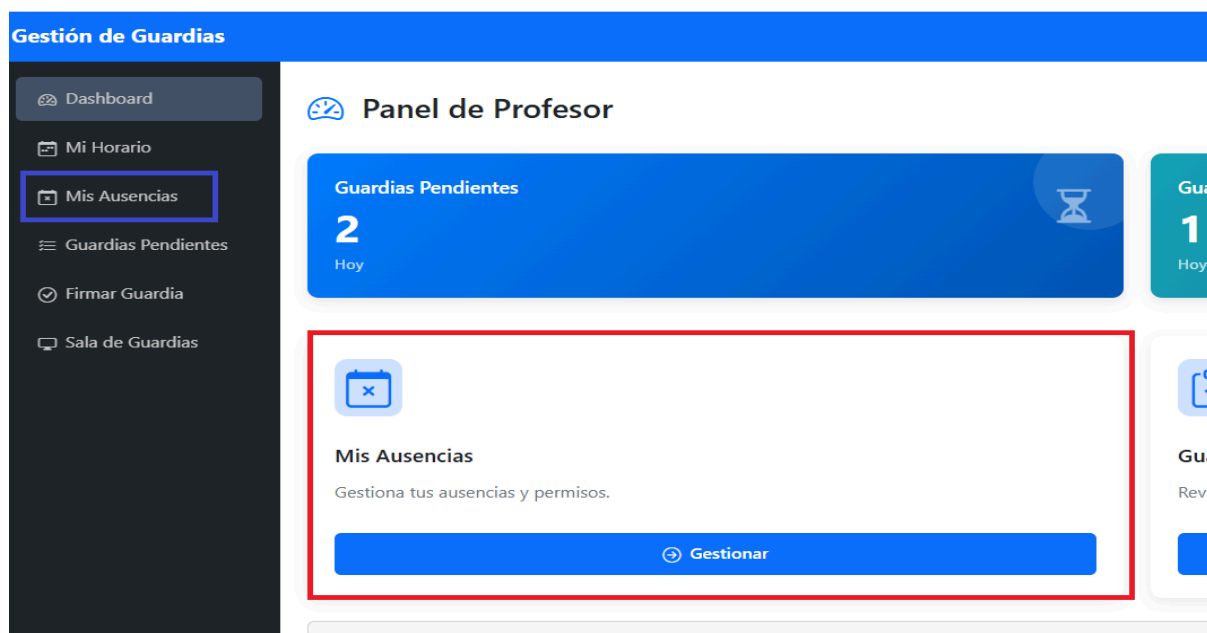 Gestión de Guardias
Dashboard
Mi Horario
Mis Ausencias
Guardias Pendientes
Firmar Guardia
Sala de Guardias
Panel de Profesor
Guardias Pendientes
2
Hoy
1
Hoy
Mis Ausencias
Gestiona tus ausencias y permisos.
Gestionar